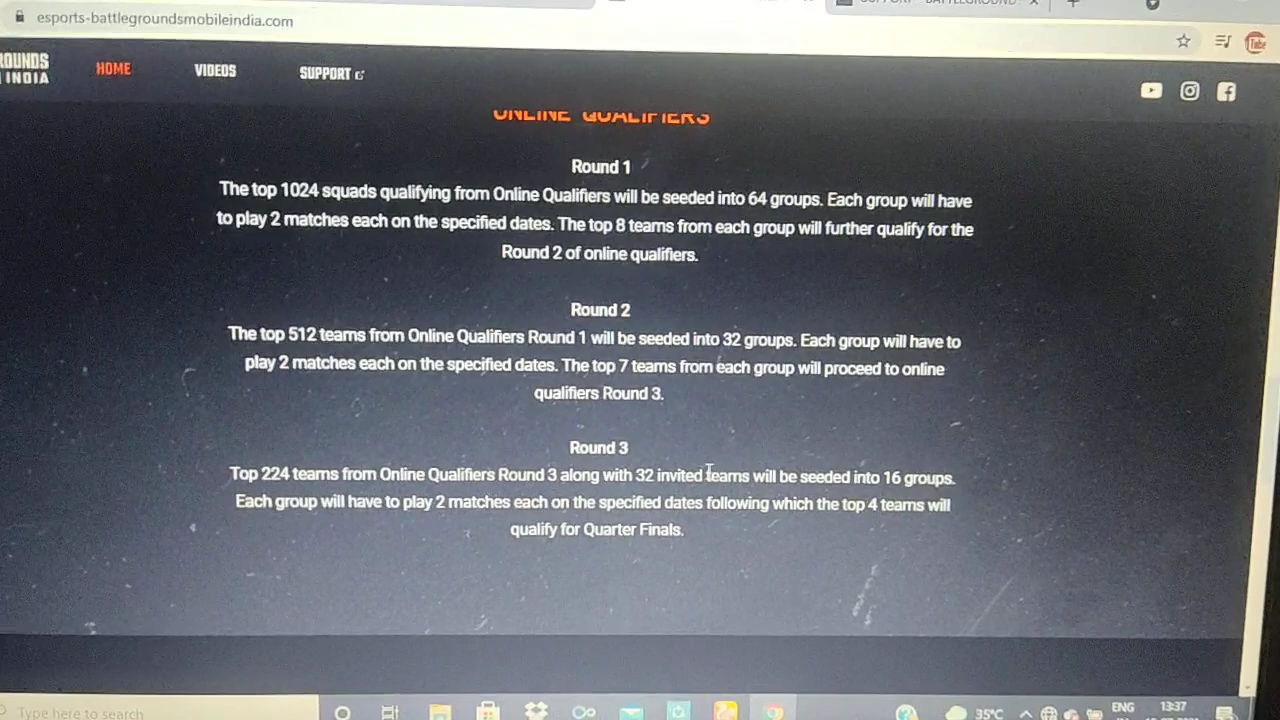 esports-battlegroundsmobileindia.com
INDIA
HOME
VIDEOS
SUPPORT
ONLINE QUALIFIERS
Round 1
The top 1024 squads qualifying from Online Qualifiers will be seeded into 64 groups. Each group will have
to play 2 matches each on the specified dates. The top 8 teams from each group will further qualify for the
Round 2 of online qualifiers.
Round 2
The top 512 teams from Online Qualifiers Round 1 will be seeded into 32 groups. Each group will have to
play 2 matches each on the specified dates. The top 7 teams from each group will proceed to online
qualifiers Round 3.
Round 3
Top 224 teams from Online Qualifiers Round 3 along with 32 invited teams will be seeded into 16 groups.
Each group will have to play 2 matches each on the specified dates following which the top 4 teams will
qualify for Quarter Finals.
Type here to search
35°C
ENG
13:37